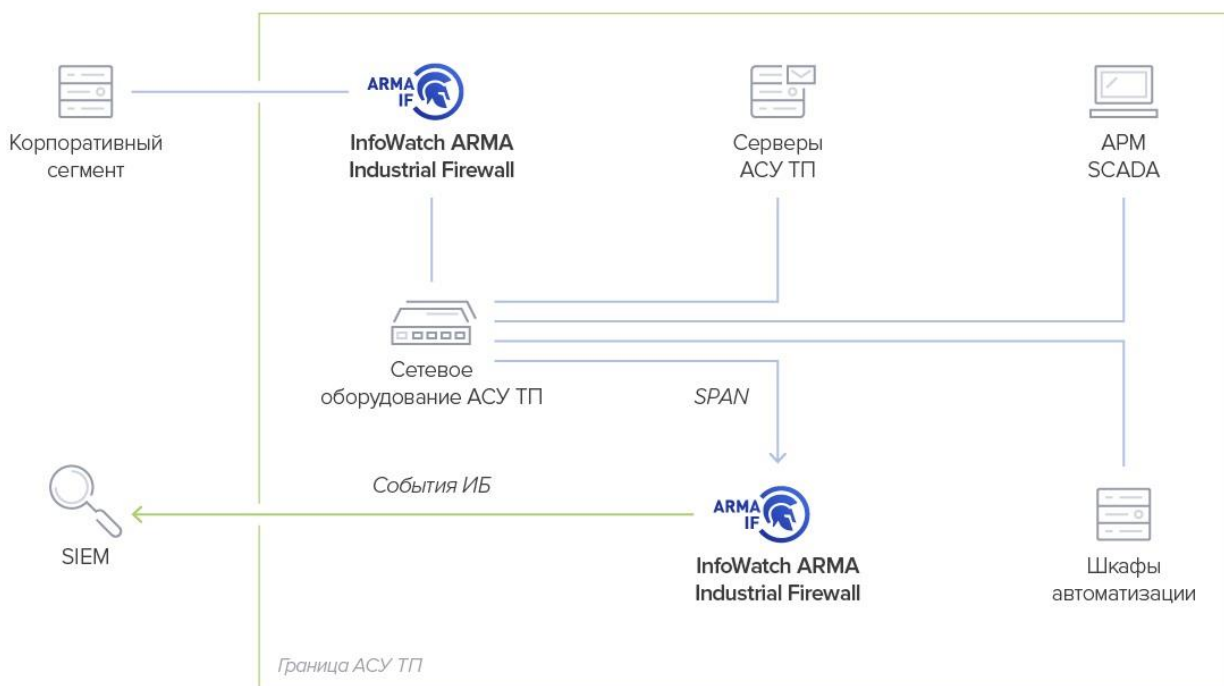 ARMA
IF
Корпоративный
сегмент
InfoWatch ARMA
Industrial Firewall
Серверы
АСУ ТП
АРМ
SCADA
Сетевое
оборудование АСУ ТП
SPAN
События ИБ
SIEM
ARMA
IF
InfoWatch ARMA
Industrial Firewall
Шкафы
автоматизации
Граница АСУ ТП